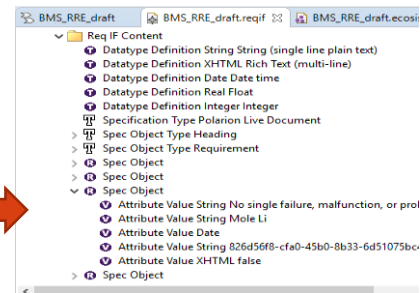 BMS_RRE_draft BMS_RRE_draft.reqif BMS_RRE_draft.ecosi
Req IF Content
Datatype Definition String String (single line plain text)
Datatype Definition XHTML Rich Text (multi-line)
Datatype Definition Date Date time
Datatype Definition Real Float
Datatype Definition Integer Integer
Specification Type Polarion Live Document
Spec Object Type Heading
Spec Object Type Requirement
Spec Object
Spec Object
Spec Object
Attribute Value String No single failure, malfunction, or prol
Attribute Value String Mole Li
Attribute Value Date
Attribute Value String 826d56f8-cfa0-45b0-8b33-6d51075bc4
Attribute Value XHTML false
Spec Object